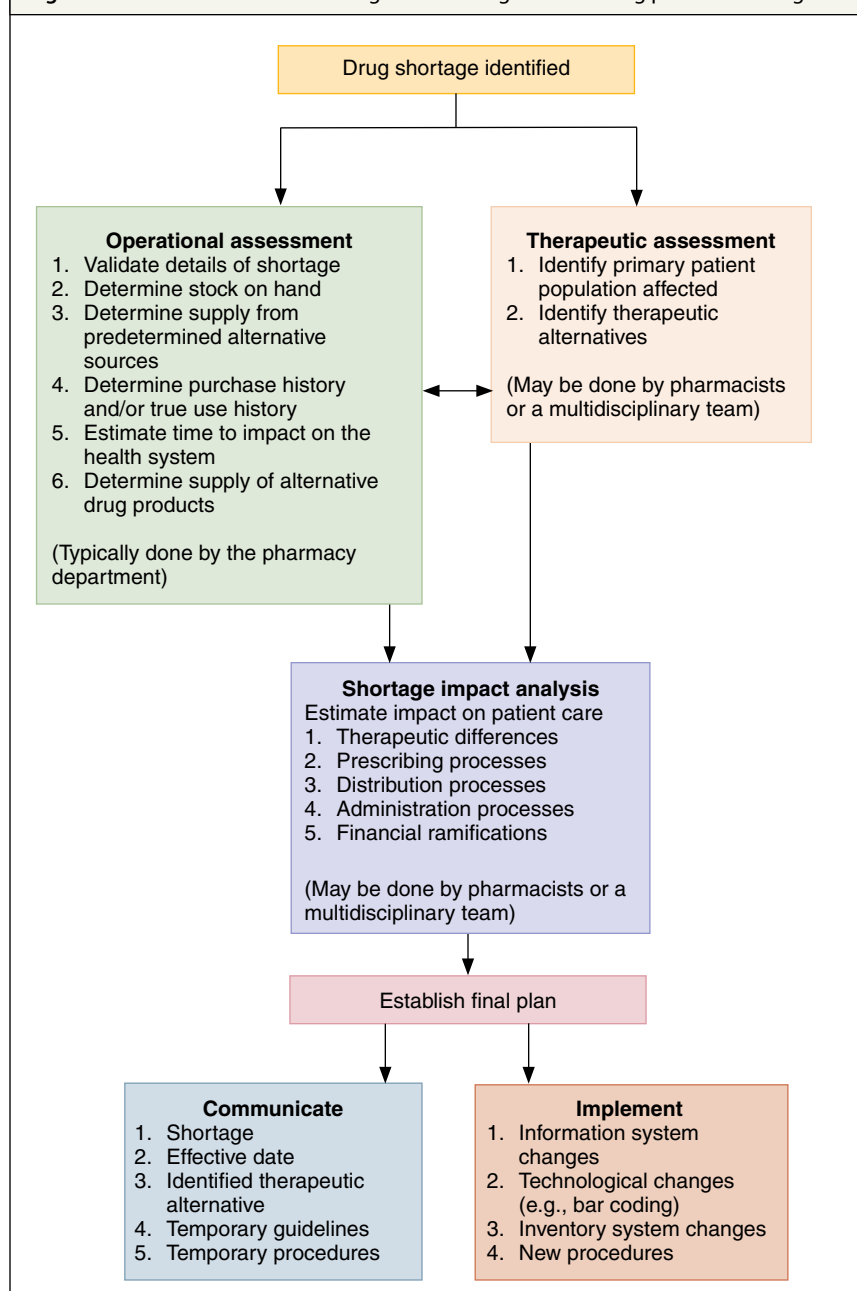 Drug shortage identified
Operational assessment
1. Validate details of shortage
2. Determine stock on hand
3. Determine supply from
predetermined alternative
sources
4. Determine purchase history
and/or true use history
5. Estimate time to impact on the
health system
6. Determine supply of alternative
drug products
(Typically done by the pharmacy
department)
Therapeutic assessment
1. Identify primary patient
population affected
2. Identify therapeutic
alternatives
(May be done by pharmacists
or a multidisciplinary team)
Shortage impact analysis
Estimate impact on patient care
1. Therapeutic differences
2. Prescribing processes
3. Distribution processes
4. Administration processes
5. Financial ramifications
(May be done by pharmacists or a
multidisciplinary team)
Establish final plan
Communicate
1. Shortage
2. Effective date
3. Identified therapeutic
alternative
4. Temporary guidelines
5. Temporary procedures
Implement
1. Information system
changes
2. Technological changes
(e.g., bar coding)
3. Inventory system changes
4. New procedures